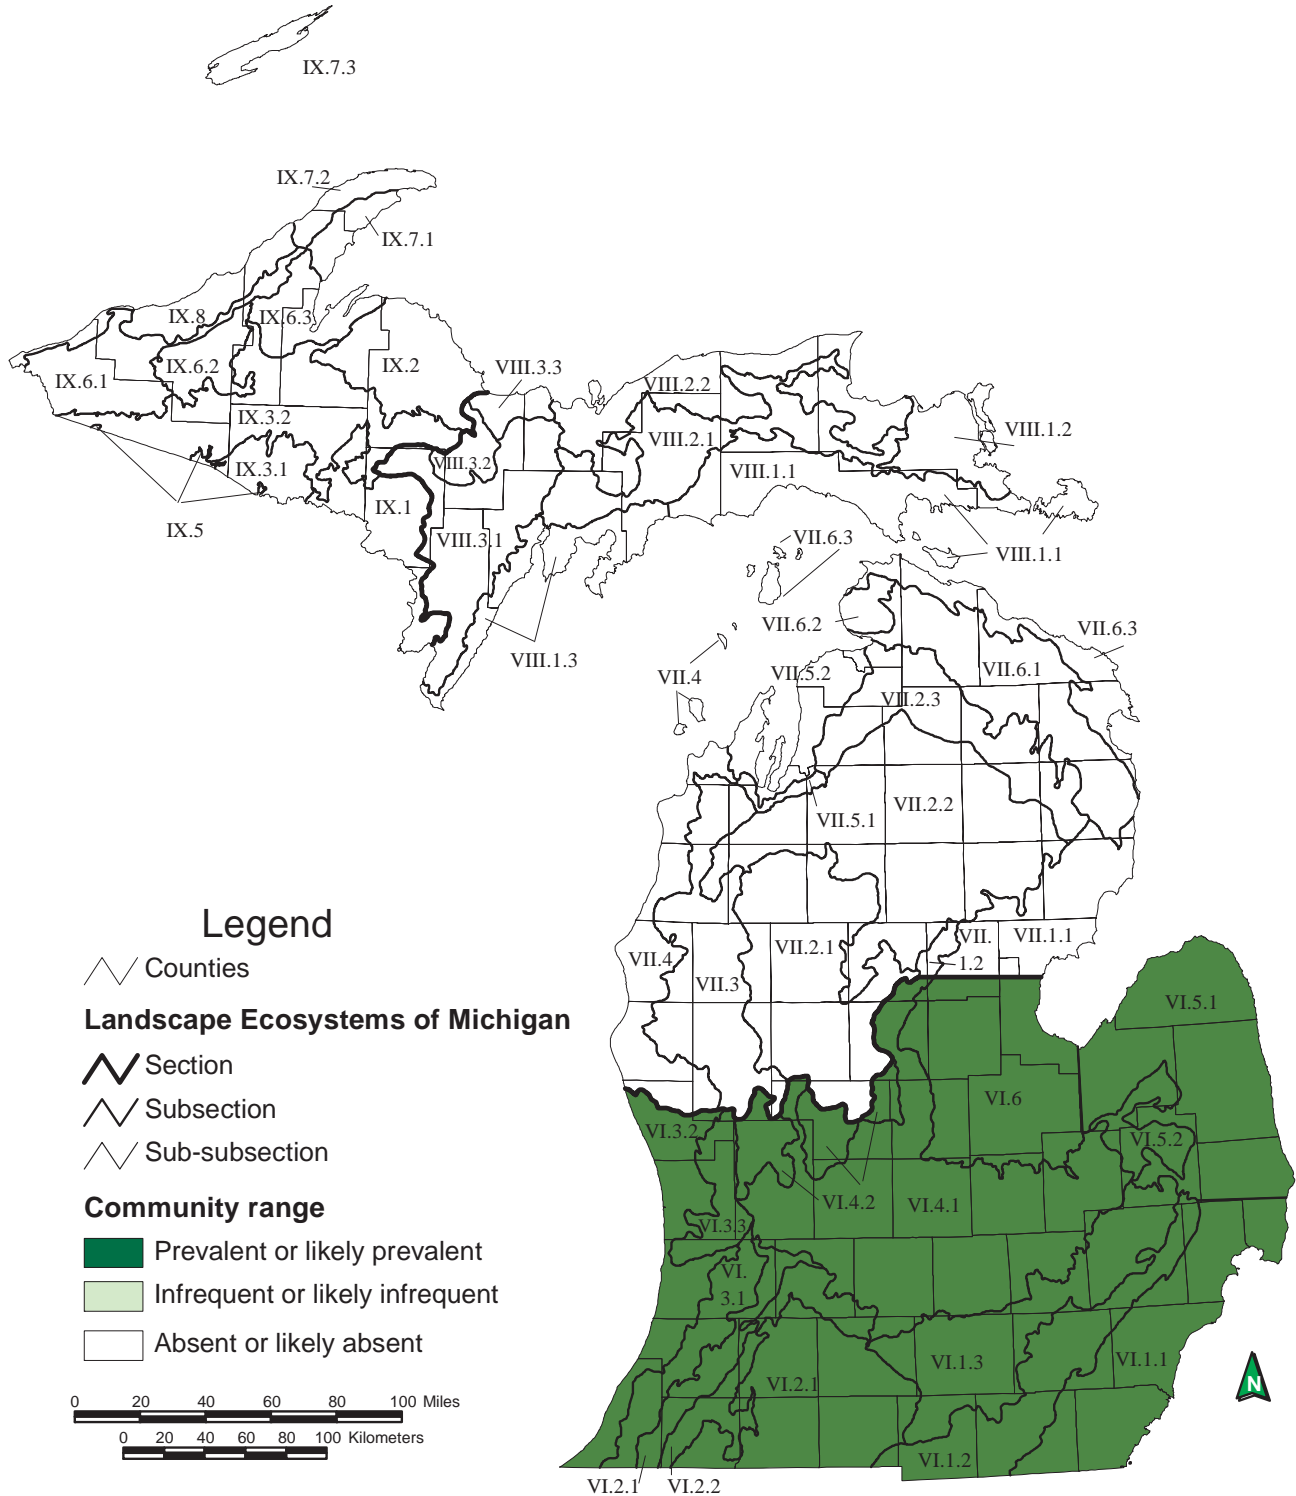 IX.7.3
IX.7.2
IX.7.1
IX.8
IX.6.3
IX.6.2
IX.2
IX.6.1
VIII.3.3
VIII.2.2
IX.3.2
VIII.2.1
VIII.1.2
IX.3.1
VIII.3.2
VIII.1.1
IX.1
IX.5
VIII.3.1
VII.6.3
VIII.1.1
VII.6.2
VII.6.3
VIII.1.3
VII.4
VII.5.2
VII.6.1
VII.2.3
VII.5.1
VII.2.2
VII.4
VII.3
VII.2.1
VII.
1.2
VII.1.1
VI.5.1
VI.6
VI.3.2
VI.5.2
VI.4.2
VI.4.1
VI.3.3
VI.
3.1
VI.2.1
VI.1.3
VI.1.1
VI.1.2
VI.2.1
VI.2.2
Legend
Counties
Landscape Ecosystems of Michigan
Section
Subsection
Sub-subsection
Community range
Prevalent or likely prevalent
Infrequent or likely infrequent
Absent or likely absent
0 20 40 60 80 100 Miles
0 20 40 60 80 100 Kilometers
N